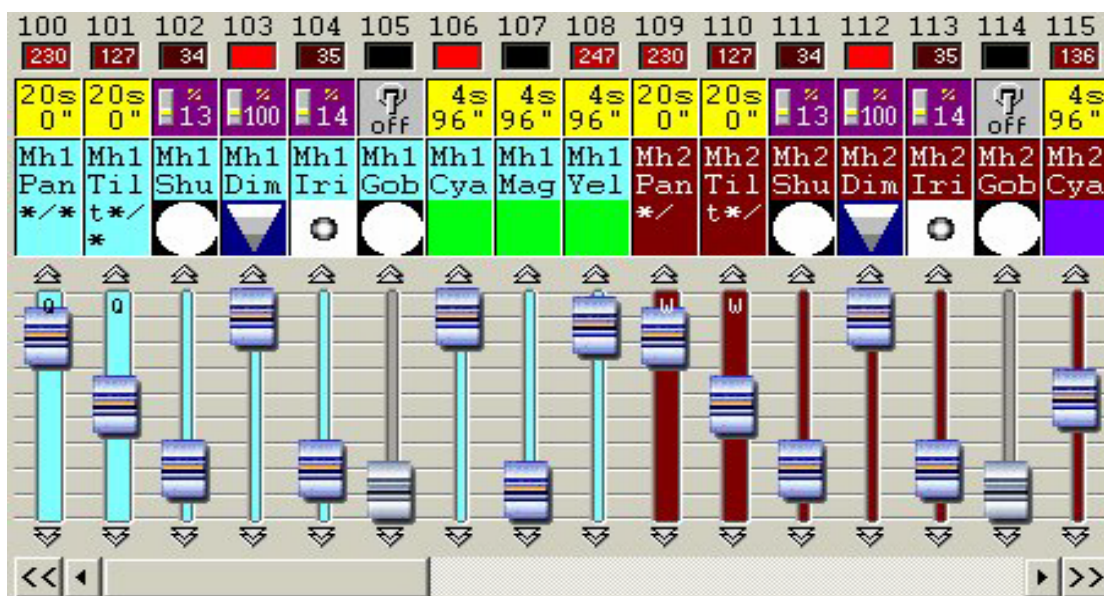 100 101 102 103 104 105 106 107 108 109 110 111 112 113 114 115
230 127 34 35 247 230 127 34 35 136
20s 20s % % % 4s 4s 4s 20s 20s % % % 4s
0" 0" 13 100 14 off 96" 96" 96" 0" 0" 13 100 14 off 96"
Mh1 Mh1 Mh1 Mh1 Mh1 Mh1 Mh1 Mh1 Mh1 Mh2 Mh2 Mh2 Mh2 Mh2 Mh2 Mh2
Pan Til Shu Dim Iri Gob Cya Mag Yel Pan Til Shu Dim Iri Gob Cya
*/* t*/ */ t*/
*
Q Q W W
<< >>